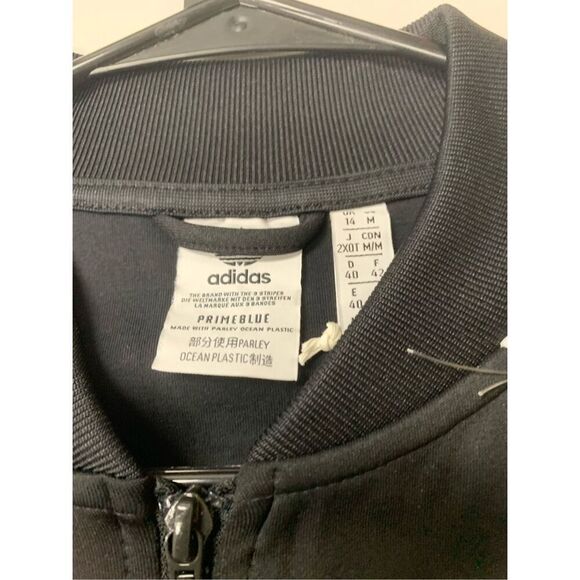 adidas
THE BRAND WITH THE 3 STRIPES
DIE WELTMARKE MIT DEN 3 STREIFEN
LA MARQUE AUX 3 BANDES
PRIMEBLUE
MADE WITH PARLEY OCEAN PLASTIC
部分使用PARLEY
OCEAN PLASTIC制造
14 M
J CDN
2XOT M/M
D F
40 42
E
40